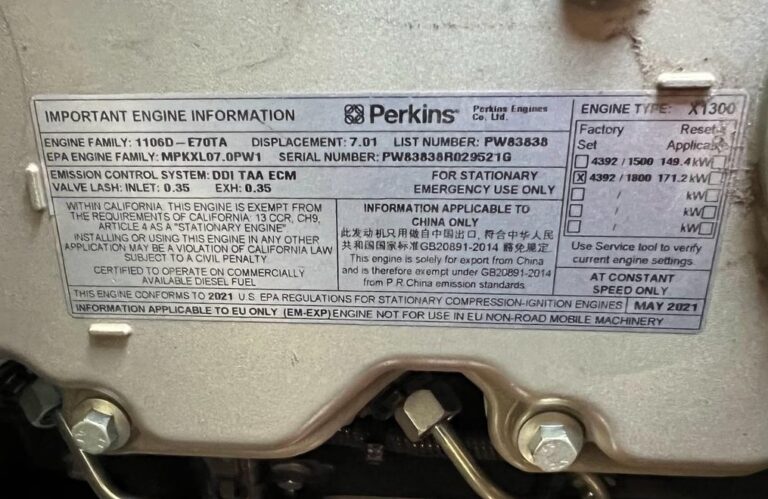 IMPORTANT ENGINE INFORMATION
Perkins®
Perkins Engines
Co., Ltd.
ENGINE FAMILY: 1106D-E70TA DISPLACEMENT: 7.01 LIST NUMBER: PW83838
EPA ENGINE FAMILY: MPKXL07.0PW1 SERIAL NUMBER: PW83838R029521G
EMISSION CONTROL SYSTEM: DDI TAA ECM
VALVE LASH: INLET: 0.35 EXH: 0.35
FOR STATIONARY
EMERGENCY USE ONLY
WITHIN CALIFORNIA, THIS ENGINE IS EXEMPT FROM
THE REQUIREMENTS OF CALIFORNIA: 13 CCR, CH9,
ARTICLE 4 AS A "STATIONARY ENGINE"
INSTALLING OR USING THIS ENGINE IN ANY OTHER
APPLICATION MAY BE A VIOLATION OF CALIFORNIA LAW
SUBJECT TO A CIVIL PENALTY
CERTIFIED TO OPERATE ON COMMERCIALLY
AVAILABLE DIESEL FUEL
INFORMATION APPLICABLE TO
CHINA ONLY
此发动机只用做自中国出口, 符合中华人民
共和国国家标准GB20891-2014 豁免规定.
This engine is solely for export from China
and is therefore exempt under GB20891-2014
from P.R.China emission standards
THIS ENGINE CONFORMS TO 2021 U.S. EPA REGULATIONS FOR STATIONARY COMPRESSION-IGNITION ENGINES
MAY 2021
INFORMATION APPLICABLE TO EU ONLY (EM-EXP) ENGINE NOT FOR USE IN EU NON-ROAD MOBILE MACHINERY
ENGINE TYPE: X1300
Factory Reset
Set Applicab
4392 / 1500 149.4 kW
X 4392 / 1800 171.2 kW
/ kW
/ kW
/ kW
Use Service tool to verify
current engine settings.
AT CONSTANT
SPEED ONLY